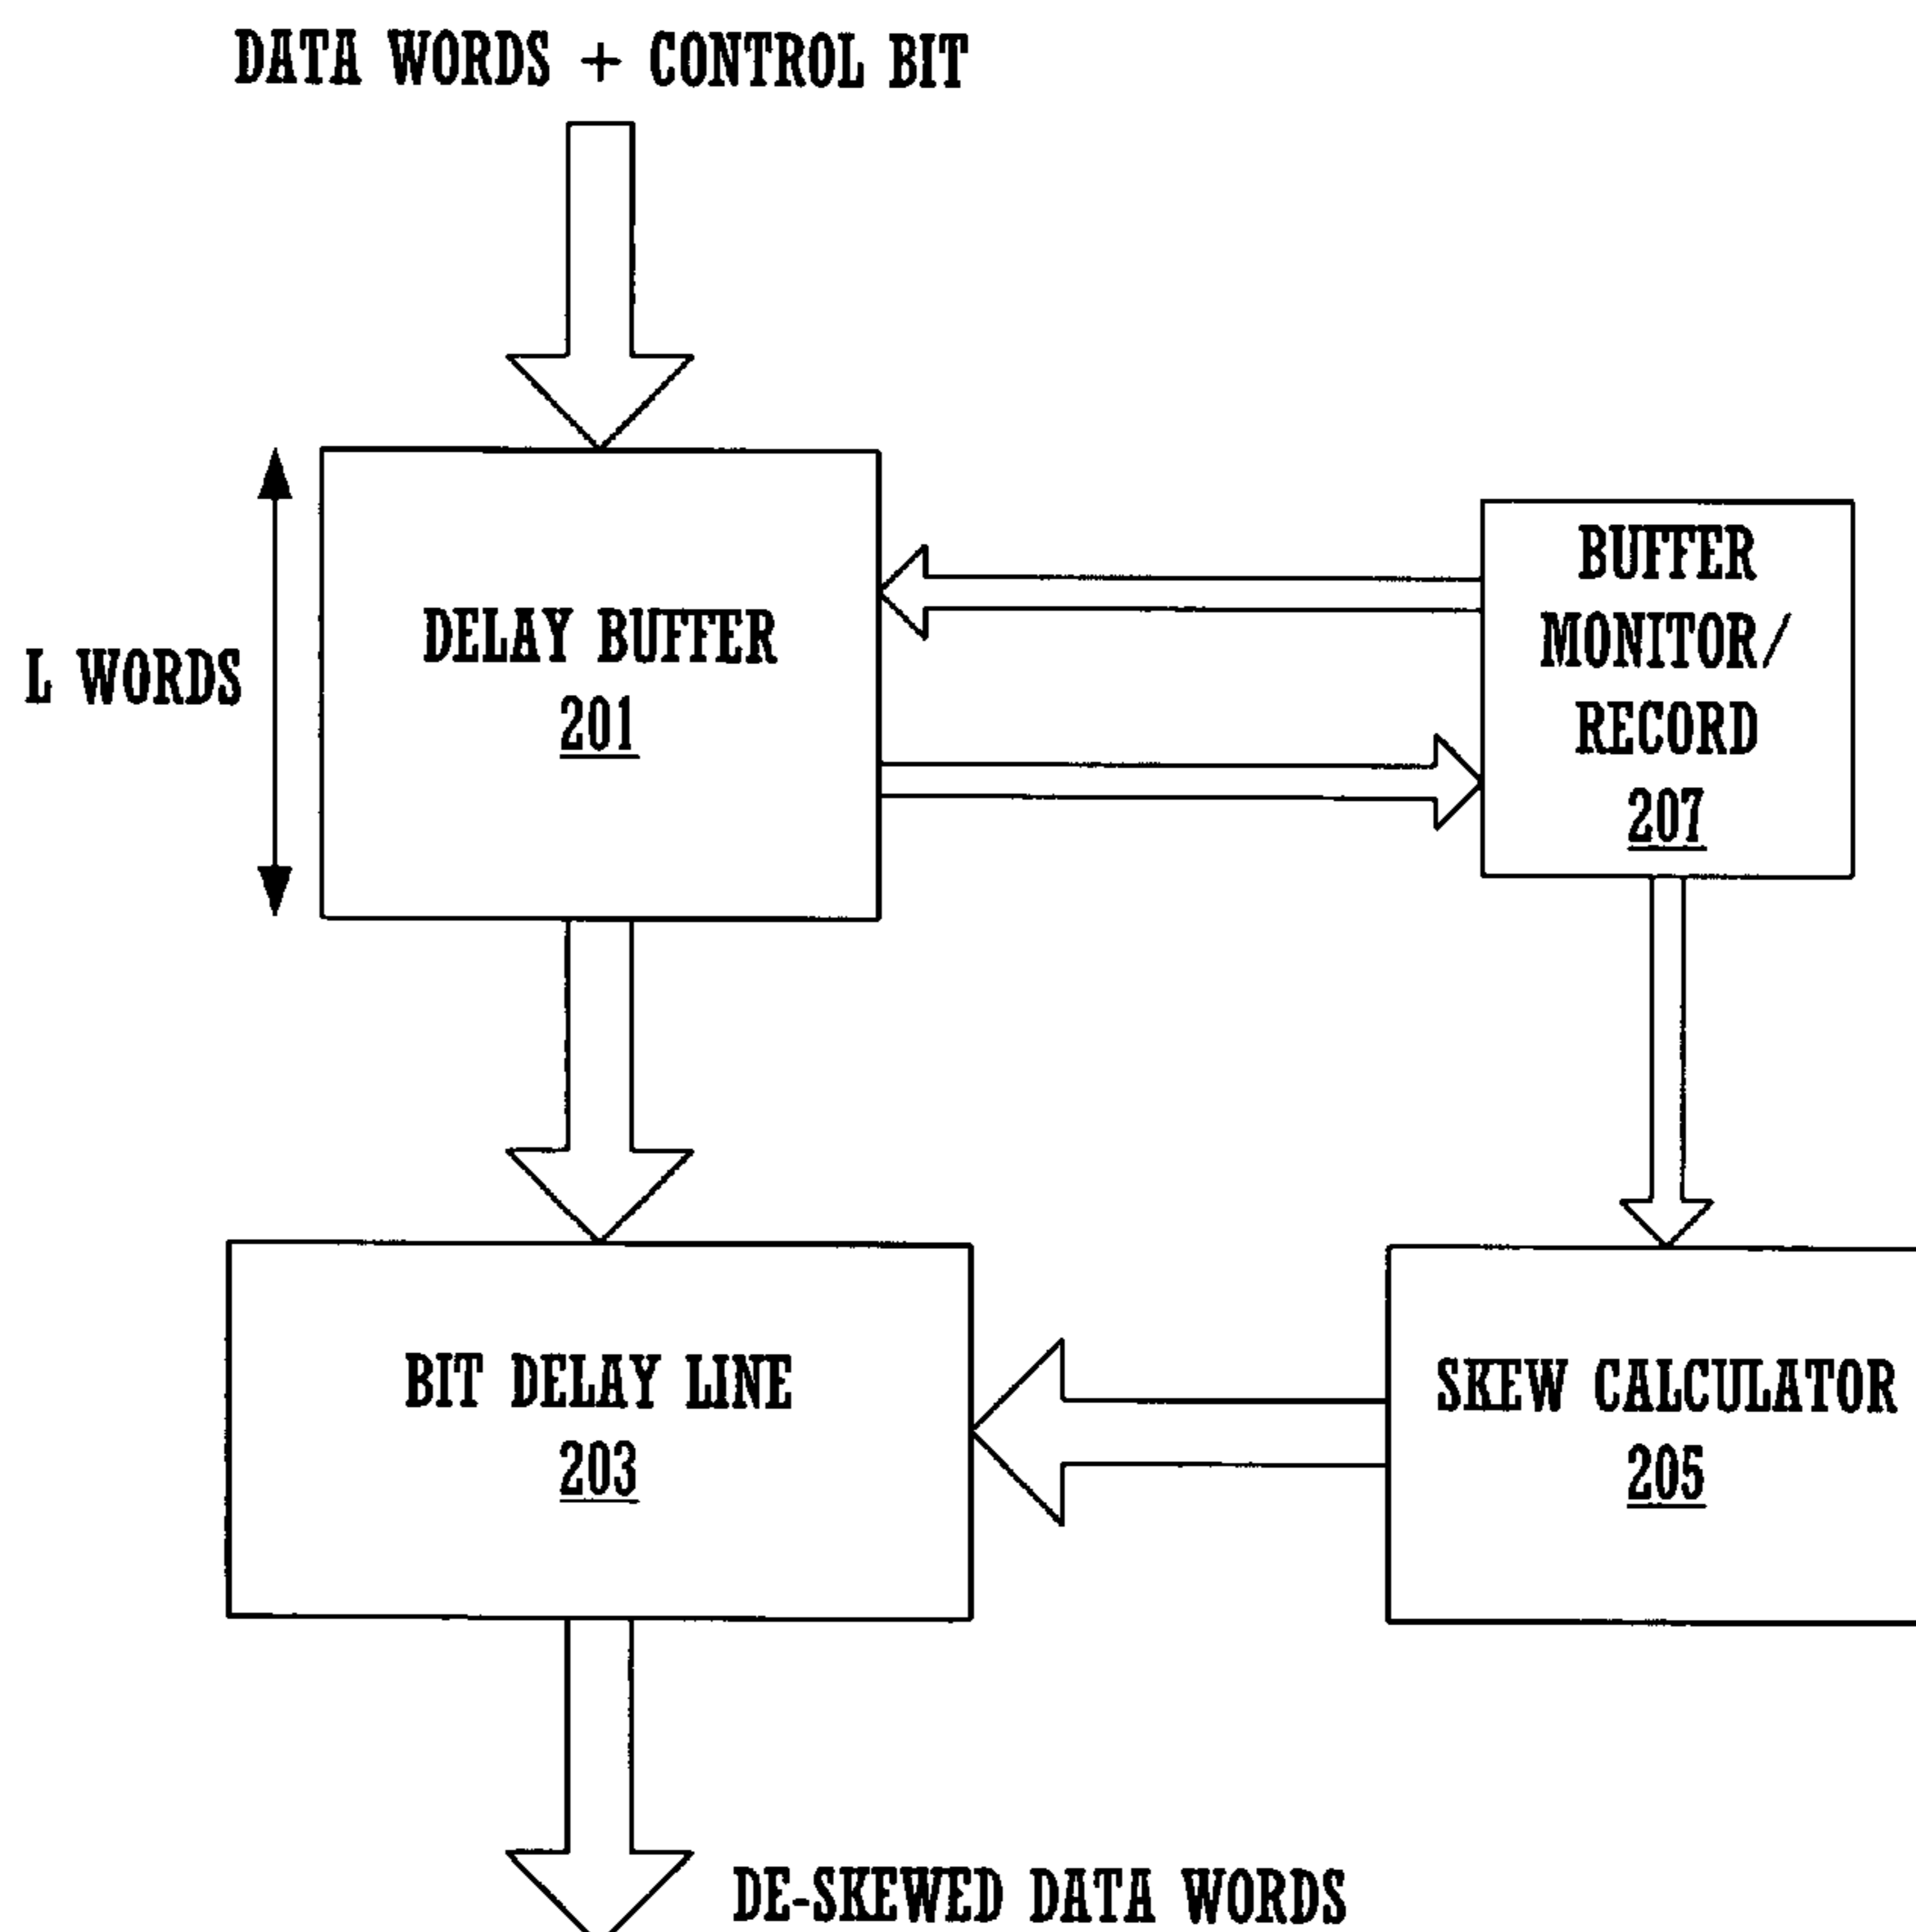 DATA WORDS + CONTROL BIT
L WORDS
DELAY BUFFER
201
BUFFER
MONITOR/
RECORD
207
BIT DELAY LINE
203
SKEW CALCULATOR
205
DE-SKEWED DATA WORDS